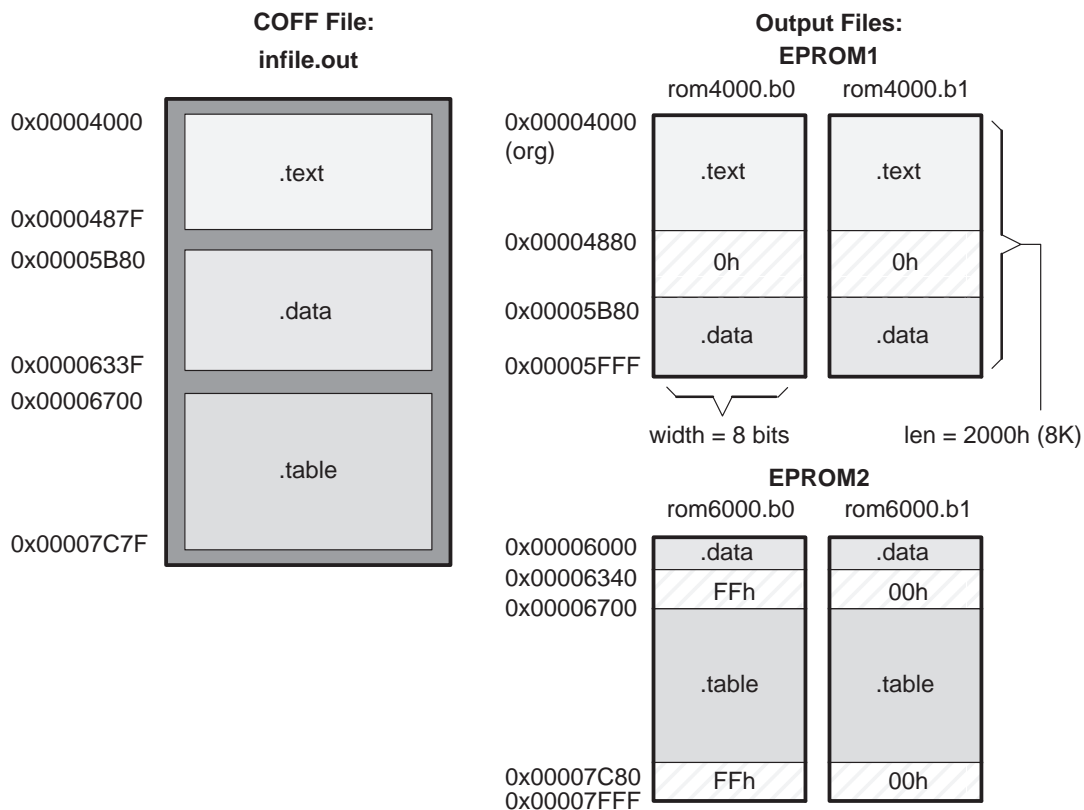 COFF File:
infile.out
0x00004000
.text
0x0000487F
0x00005B80
.data
0x0000633F
0x00006700
.table
0x00007C7F
Output Files:
EPROM1
rom4000.b0 rom4000.b1
0x00004000
(org)
.text .text
0x00004880
0h 0h
0x00005B80
.data .data
0x00005FFF
width = 8 bits len = 2000h (8K)
EPROM2
rom6000.b0 rom6000.b1
0x00006000
.data .data
0x00006340
FFh 00h
0x00006700
.table .table
0x00007C80
FFh 00h
0x00007FFF